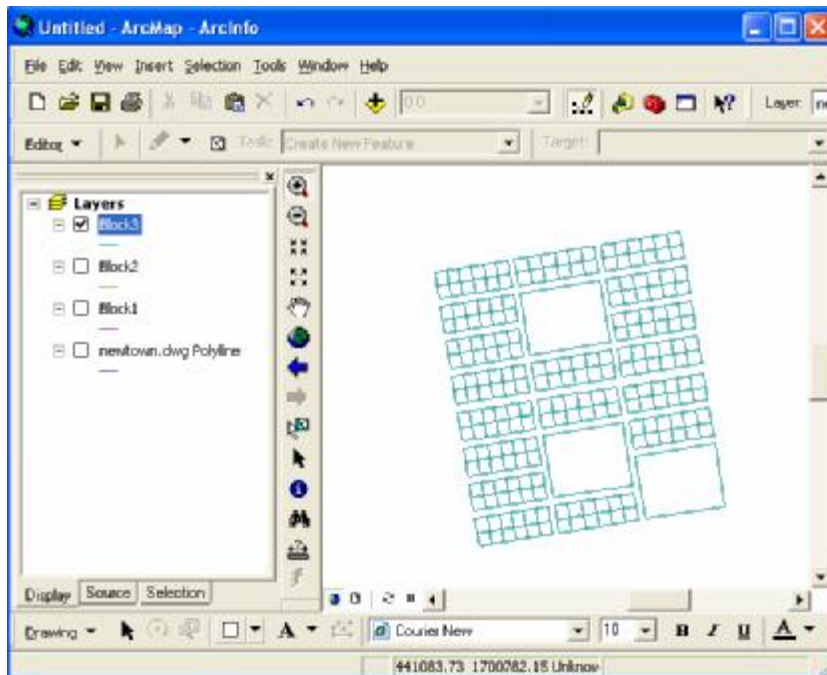 Untitled - ArcMap - ArcInfo
File Edit View Insert Selection Tools Window Help
Layer:
Editor Task: Create New Feature Target:
Layers
Block3
Block2
Block1
newtown.dwg Polyline
Display Source Selection
Drawing A Courier New 10 B I U A
441083.73 1700782.15 Unknow